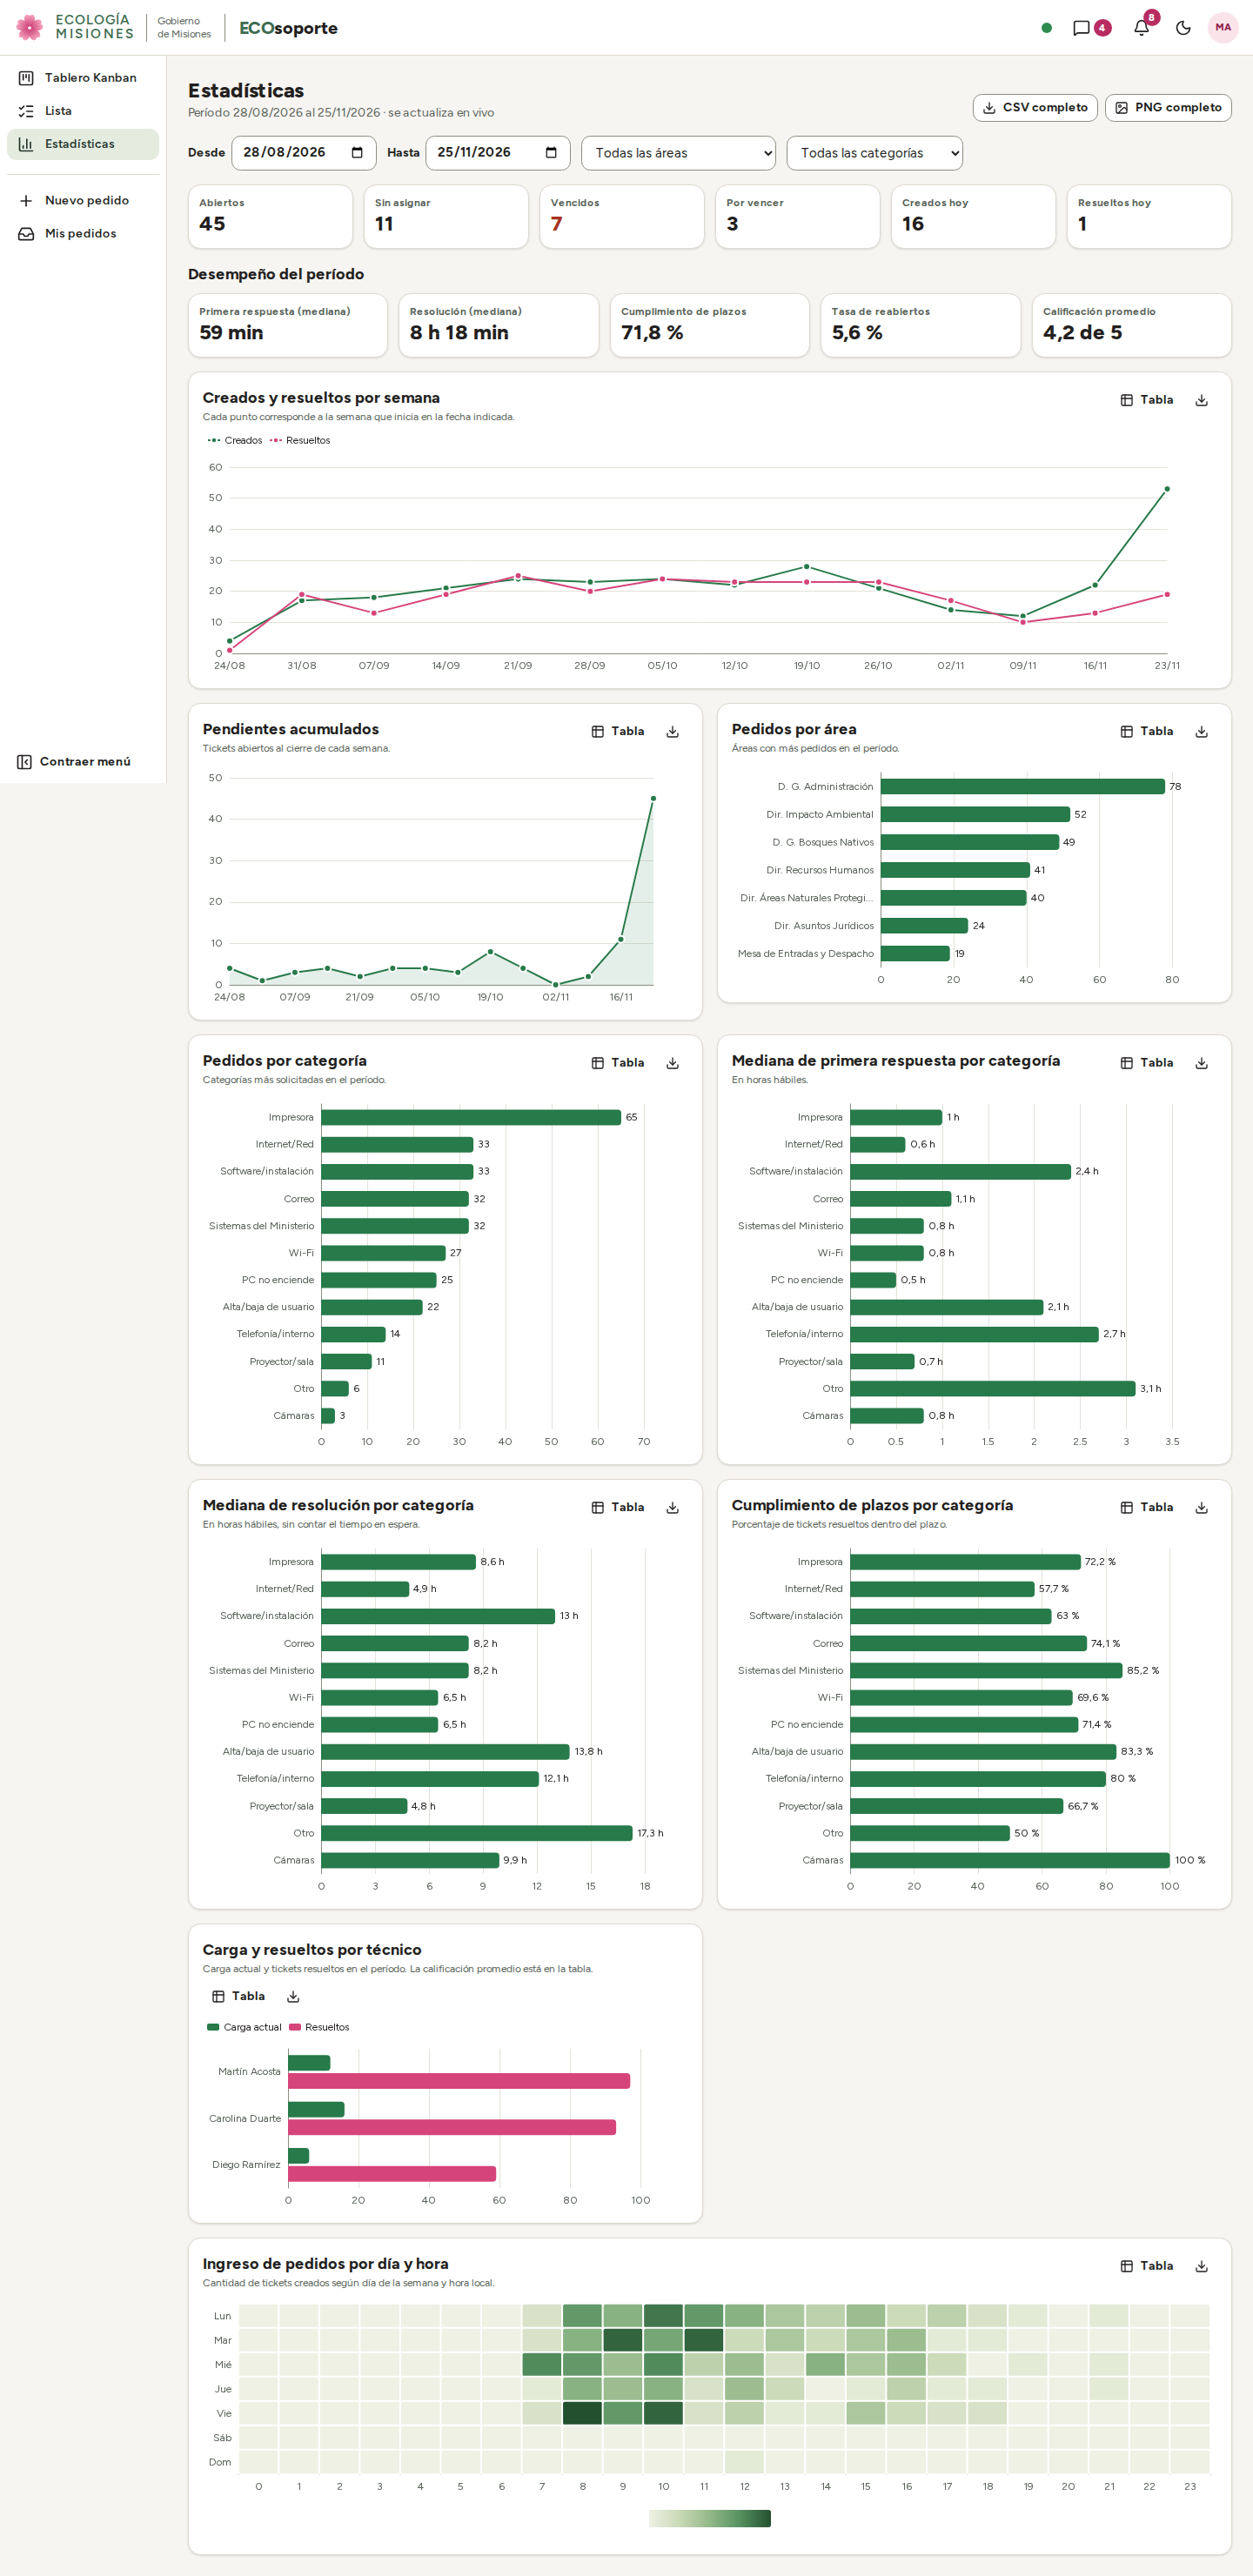 ECOLOGÍA
MISIONES
Gobierno
de Misiones
ECOsoporte
4
8
MA
Tablero Kanban
Lista
Estadísticas
Nuevo pedido
Mis pedidos
Contraer menú
Estadísticas
Período 28/08/2026 al 25/11/2026 · se actualiza en vivo
CSV completo
PNG completo
Desde 28/08/2026 Hasta 25/11/2026 Todas las áreas Todas las categorías
Abiertos
45
Sin asignar
11
Vencidos
7
Por vencer
3
Creados hoy
16
Resueltos hoy
1
Desempeño del período
Primera respuesta (mediana)
59 min
Resolución (mediana)
8 h 18 min
Cumplimiento de plazos
71,8 %
Tasa de reabiertos
5,6 %
Calificación promedio
4,2 de 5
Creados y resueltos por semana
Tabla
Cada punto corresponde a la semana que inicia en la fecha indicada.
Creados Resueltos
60
50
40
30
20
10
0
24/08 31/08 07/09 14/09 21/09 28/09 05/10 12/10 19/10 26/10 02/11 09/11 16/11 23/11
Pendientes acumulados
Tabla
Tickets abiertos al cierre de cada semana.
50
40
30
20
10
0
24/08 07/09 21/09 05/10 19/10 02/11 16/11
Pedidos por área
Tabla
Áreas con más pedidos en el período.
D. G. Administración 78
Dir. Impacto Ambiental 52
D. G. Bosques Nativos 49
Dir. Recursos Humanos 41
Dir. Áreas Naturales Protegi... 40
Dir. Asuntos Jurídicos 24
Mesa de Entradas y Despacho 19
0 20 40 60 80
Pedidos por categoría
Tabla
Categorías más solicitadas en el período.
Impresora 65
Internet/Red 33
Software/instalación 33
Correo 32
Sistemas del Ministerio 32
Wi-Fi 27
PC no enciende 25
Alta/baja de usuario 22
Telefonía/interno 14
Proyector/sala 11
Otro 6
Cámaras 3
0 10 20 30 40 50 60 70
Mediana de primera respuesta por categoría
Tabla
En horas hábiles.
Impresora 1 h
Internet/Red 0,6 h
Software/instalación 2,4 h
Correo 1,1 h
Sistemas del Ministerio 0,8 h
Wi-Fi 0,8 h
PC no enciende 0,5 h
Alta/baja de usuario 2,1 h
Telefonía/interno 2,7 h
Proyector/sala 0,7 h
Otro 3,1 h
Cámaras 0,8 h
0 0.5 1 1.5 2 2.5 3 3.5
Mediana de resolución por categoría
Tabla
En horas hábiles, sin contar el tiempo en espera.
Impresora 8,6 h
Internet/Red 4,9 h
Software/instalación 13 h
Correo 8,2 h
Sistemas del Ministerio 8,2 h
Wi-Fi 6,5 h
PC no enciende 6,5 h
Alta/baja de usuario 13,8 h
Telefonía/interno 12,1 h
Proyector/sala 4,8 h
Otro 17,3 h
Cámaras 9,9 h
0 3 6 9 12 15 18
Cumplimiento de plazos por categoría
Tabla
Porcentaje de tickets resueltos dentro del plazo.
Impresora 72,2 %
Internet/Red 57,7 %
Software/instalación 63 %
Correo 74,1 %
Sistemas del Ministerio 85,2 %
Wi-Fi 69,6 %
PC no enciende 71,4 %
Alta/baja de usuario 83,3 %
Telefonía/interno 80 %
Proyector/sala 66,7 %
Otro 50 %
Cámaras 100 %
0 20 40 60 80 100
Carga y resueltos por técnico
Carga actual y tickets resueltos en el período. La calificación promedio está en la tabla.
Tabla
Carga actual Resueltos
Martín Acosta
Carolina Duarte
Diego Ramírez
0 20 40 60 80 100
Ingreso de pedidos por día y hora
Tabla
Cantidad de tickets creados según día de la semana y hora local.
Lun
Mar
Mié
Jue
Vie
Sáb
Dom
0 1 2 3 4 5 6 7 8 9 10 11 12 13 14 15 16 17 18 19 20 21 22 23